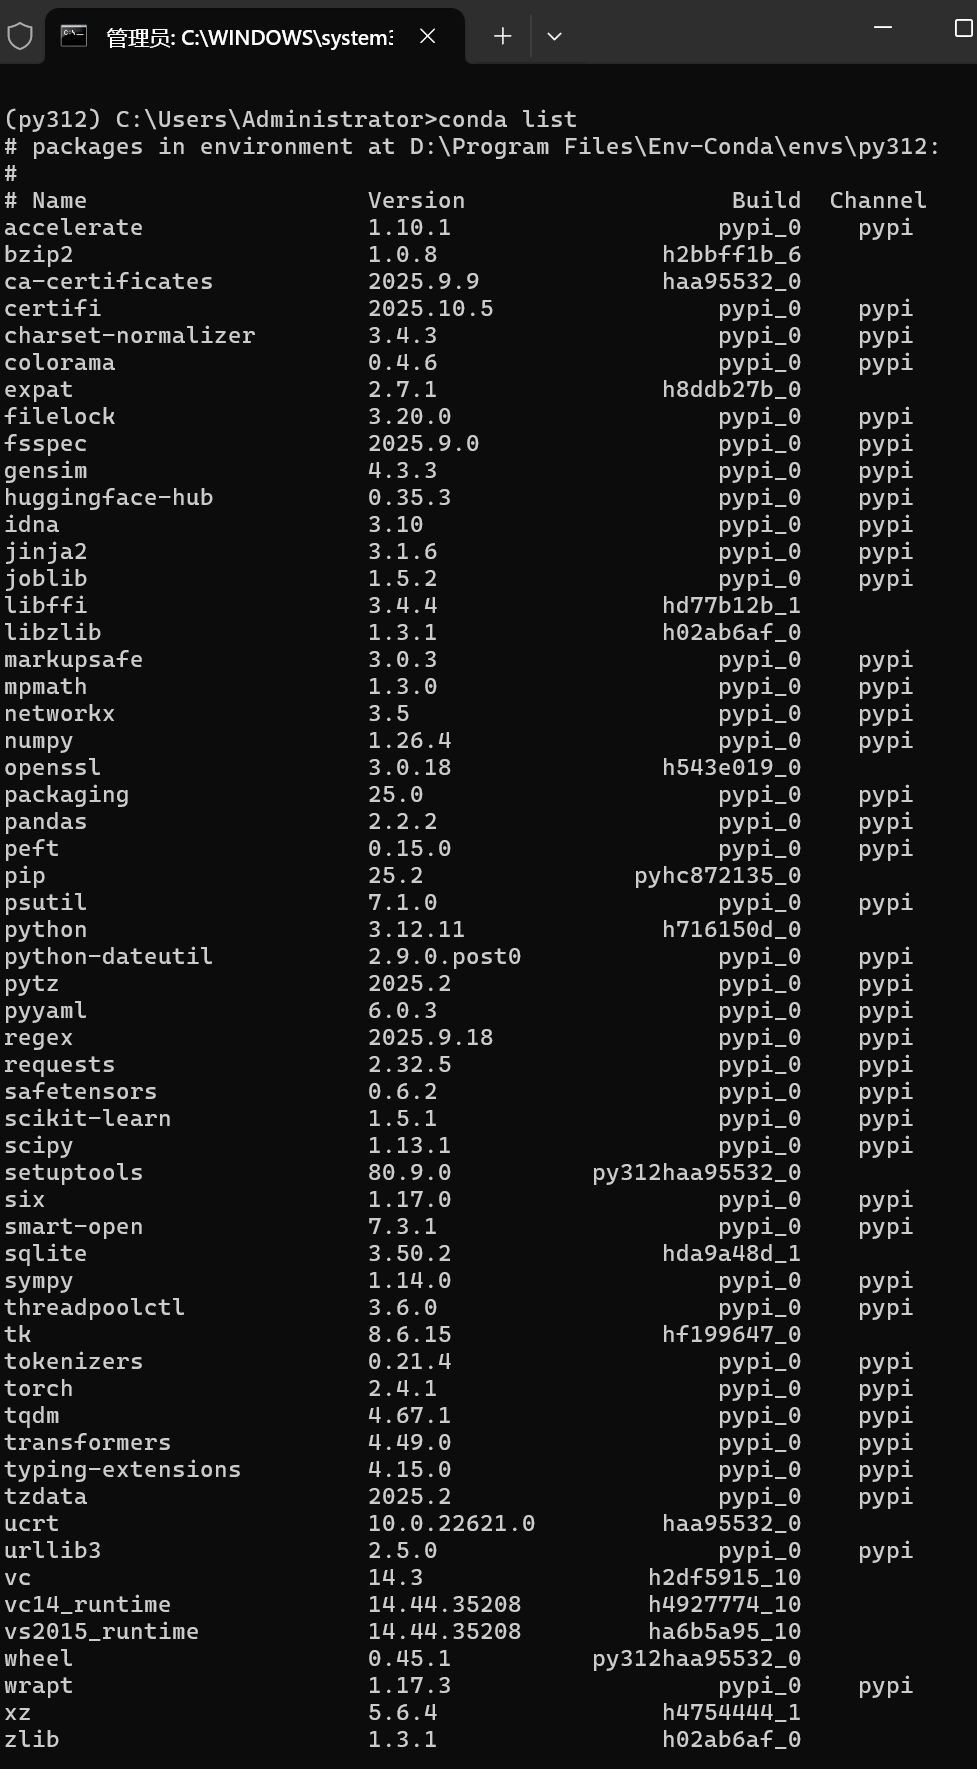 管理员: C:\WINDOWS\system3
(py312) C:\Users\Administrator>conda list
# packages in environment at D:\Program Files\Env-Conda\envs\py312:
#
# Name                    Version                   Build  Channel
accelerate                1.10.1                   pypi_0    pypi
bzip2                     1.0.8                h2bbff1b_6
ca-certificates           2025.9.9             haa95532_0
certifi                   2025.10.5                pypi_0    pypi
charset-normalizer        3.4.3                    pypi_0    pypi
colorama                  0.4.6                    pypi_0    pypi
expat                     2.7.1                h8ddb27b_0
filelock                  3.20.0                   pypi_0    pypi
fsspec                    2025.9.0                 pypi_0    pypi
gensim                    4.3.3                    pypi_0    pypi
huggingface-hub           0.35.3                   pypi_0    pypi
idna                      3.10                     pypi_0    pypi
jinja2                    3.1.6                    pypi_0    pypi
joblib                    1.5.2                    pypi_0    pypi
libffi                    3.4.4                hd77b12b_1
libzlib                   1.3.1                h02ab6af_0
markupsafe                3.0.3                    pypi_0    pypi
mpmath                    1.3.0                    pypi_0    pypi
networkx                  3.5                      pypi_0    pypi
numpy                     1.26.4                   pypi_0    pypi
openssl                   3.0.18               h543e019_0
packaging                 25.0                     pypi_0    pypi
pandas                    2.2.2                    pypi_0    pypi
peft                      0.15.0                   pypi_0    pypi
pip                       25.2               pyhc872135_0
psutil                    7.1.0                    pypi_0    pypi
python                    3.12.11              h716150d_0
python-dateutil           2.9.0.post0              pypi_0    pypi
pytz                      2025.2                   pypi_0    pypi
pyyaml                    6.0.3                    pypi_0    pypi
regex                     2025.9.18                pypi_0    pypi
requests                  2.32.5                   pypi_0    pypi
safetensors               0.6.2                    pypi_0    pypi
scikit-learn              1.5.1                    pypi_0    pypi
scipy                     1.13.1                   pypi_0    pypi
setuptools                80.9.0          py312haa95532_0
six                       1.17.0                   pypi_0    pypi
smart-open                7.3.1                    pypi_0    pypi
sqlite                    3.50.2               hda9a48d_1
sympy                     1.14.0                   pypi_0    pypi
threadpoolctl             3.6.0                    pypi_0    pypi
tk                        8.6.15               hf199647_0
tokenizers                0.21.4                   pypi_0    pypi
torch                     2.4.1                    pypi_0    pypi
tqdm                      4.67.1                   pypi_0    pypi
transformers              4.49.0                   pypi_0    pypi
typing-extensions         4.15.0                   pypi_0    pypi
tzdata                    2025.2                   pypi_0    pypi
ucrt                      10.0.22621.0         haa95532_0
urllib3                   2.5.0                    pypi_0    pypi
vc                        14.3                h2df5915_10
vc14_runtime              14.44.35208         h4927774_10
vs2015_runtime            14.44.35208         ha6b5a95_10
wheel                     0.45.1          py312haa95532_0
wrapt                     1.17.3                   pypi_0    pypi
xz                        5.6.4                h4754444_1
zlib                      1.3.1                h02ab6af_0